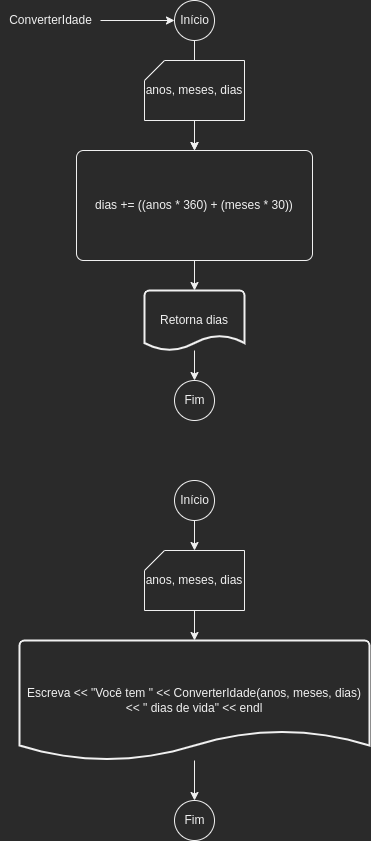 ConverterIdade
Início
anos, meses, dias
dias += ((anos * 360) + (meses * 30))
Retorna dias
Fim
Início
anos, meses, dias
Escreva << "Você tem " << ConverterIdade(anos, meses, dias)
<< " dias de vida" << endl
Fim